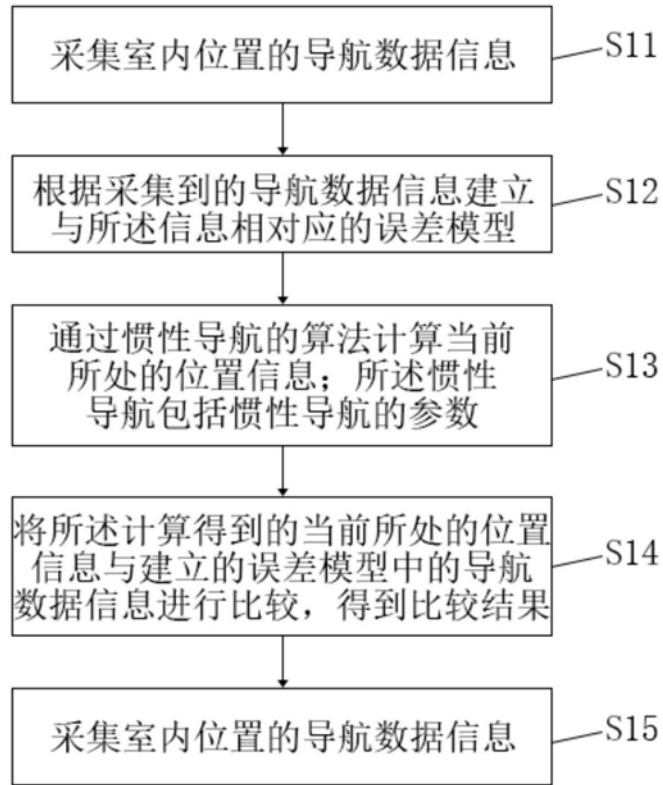 采集室内位置的导航数据信息
S11
根据采集到的导航数据信息建立
与所述信息相对应的误差模型
S12
通过惯性导航的算法计算当前
所处的位置信息；所述惯性
导航包括惯性导航的参数
S13
将所述计算得到的当前所处的位置
信息与建立的误差模型中的导航
数据信息进行比较，得到比较结果
S14
采集室内位置的导航数据信息
S15